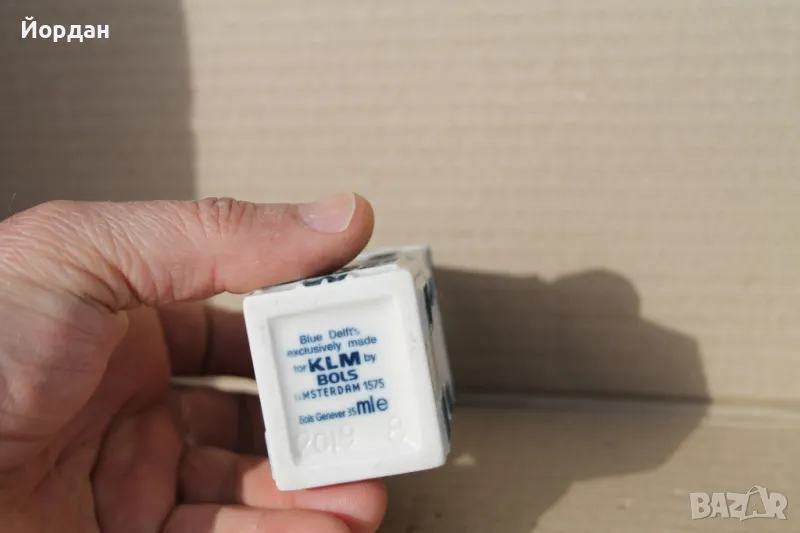 Йордан
Blue Delft's
exclusively made
for KLM by
BOLS
AMSTERDAM 1575
Bols Genever 35 ml e
2019
BAZAR